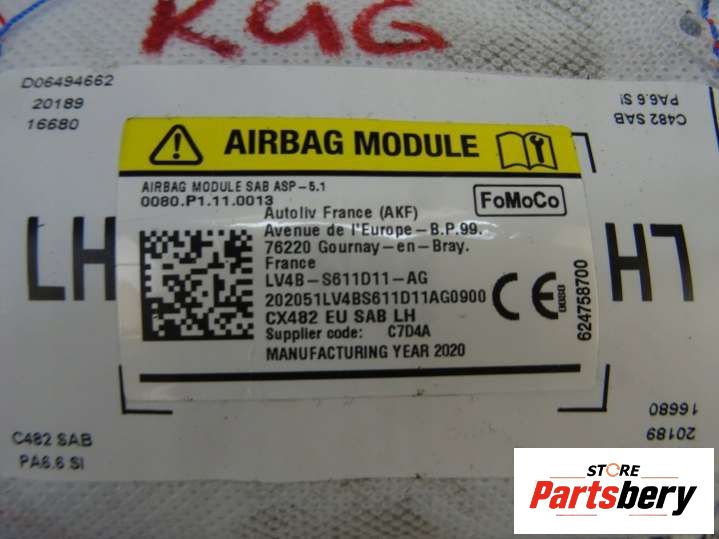 KUG
D06494662
20189
16680
C482 SAB
PA6.6 SI
AIRBAG MODULE
AIRBAG MODULE SAB ASP-5.1
0080.P1.11.0013
FoMoCo
Autoliv France (AKF)
Avenue de l'Europe-B.P.99.
76220 Gournay-en-Bray.
France
LV4B-S611D11-AG
202051LV4BS611D11AG0900
CX482 EU SAB LH
Supplier code: C7D4A
MANUFACTURING YEAR 2020
CE
0080
624758700
LH
LH
16680
20189
C482 SAB
PA6.6 SI
STORE
Partsbery